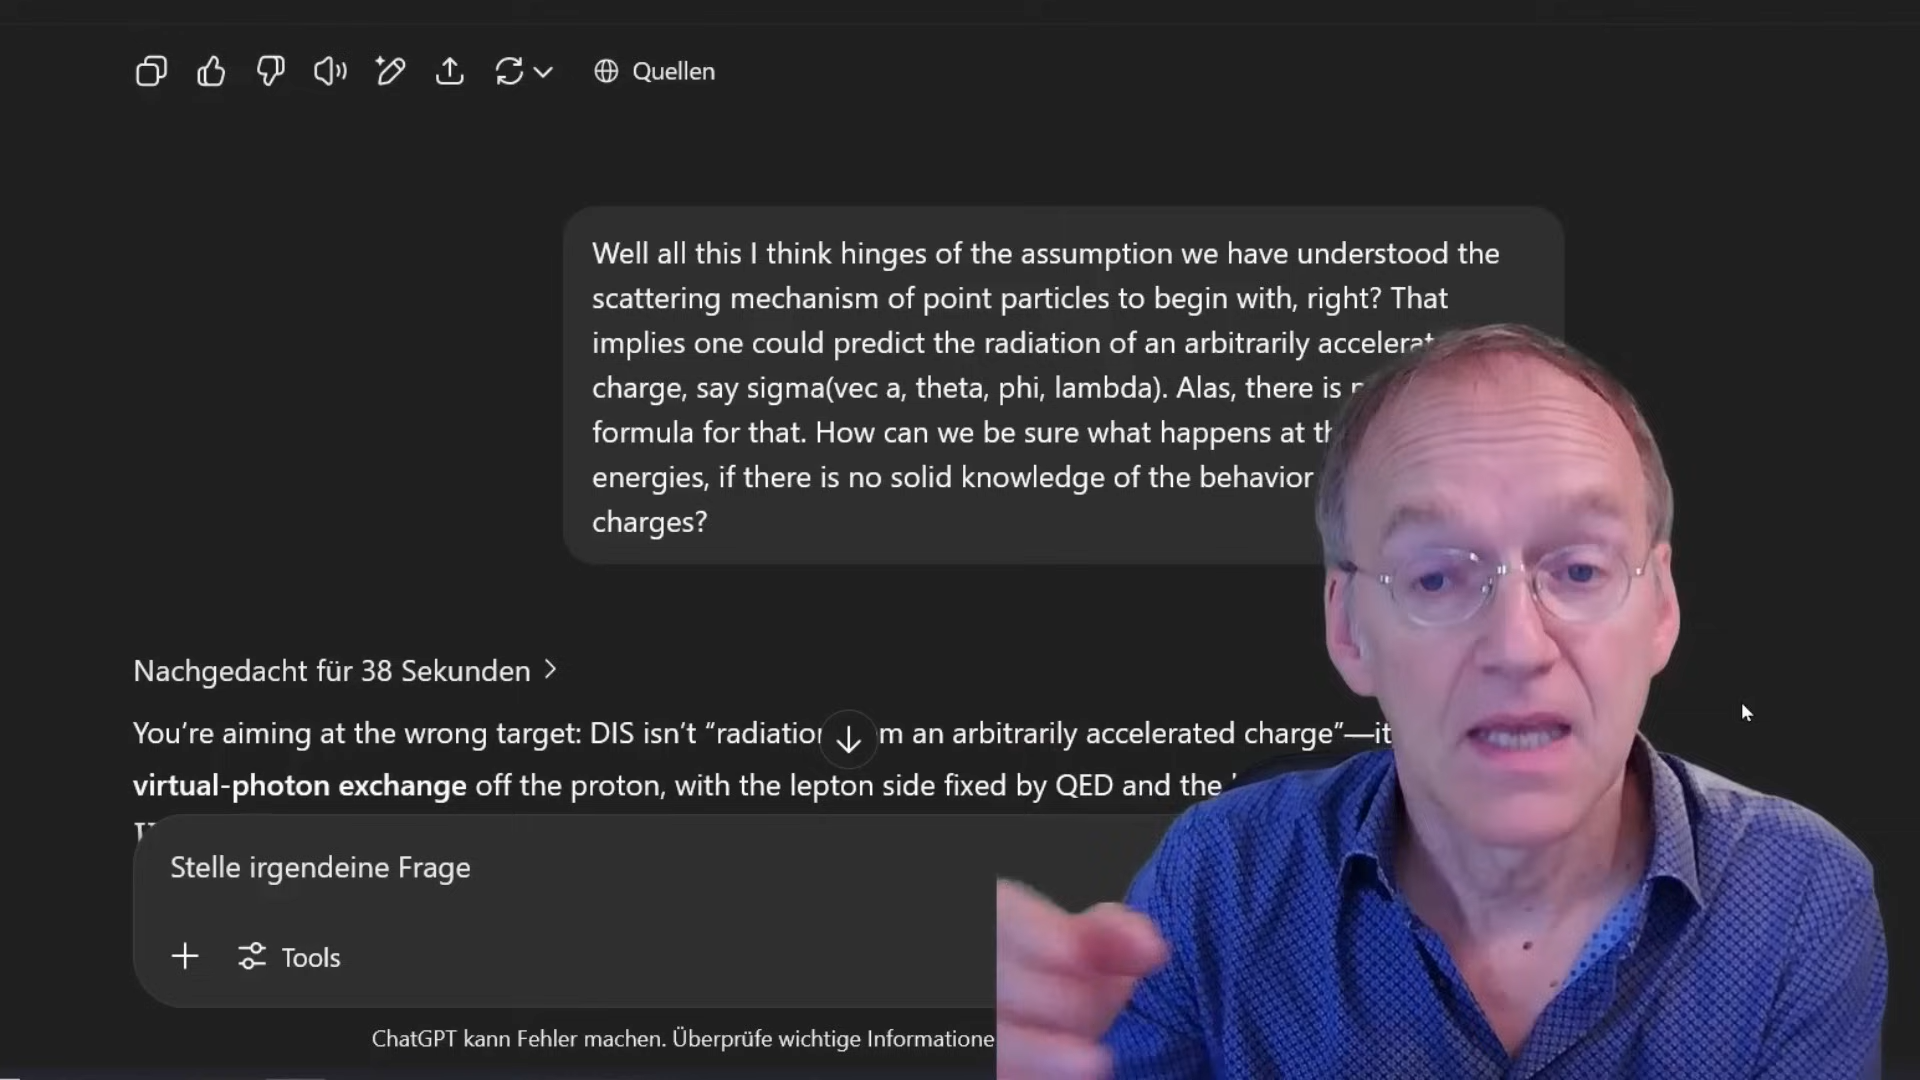 Quellen
Well all this I think hinges of the assumption we have understood the
scattering mechanism of point particles to begin with, right? That
implies one could predict the radiation of an arbitrarily
charge, say sigma(vec a, theta, phi, lambda). Alas, there is
formula for that. How can we be sure what happens at
energies, if there is no solid knowledge of the behavior
charges?
Nachgedacht für 38 Sekunden
You're aiming at the wrong target: DIS isn't "radiation an arbitrarily accelerated charge"—it
virtual-photon exchange off the proton, with the lepton side fixed by QED and the
Stelle irgendeine Frage
Tools
ChatGPT kann Fehler machen. Überprüfe wichtige